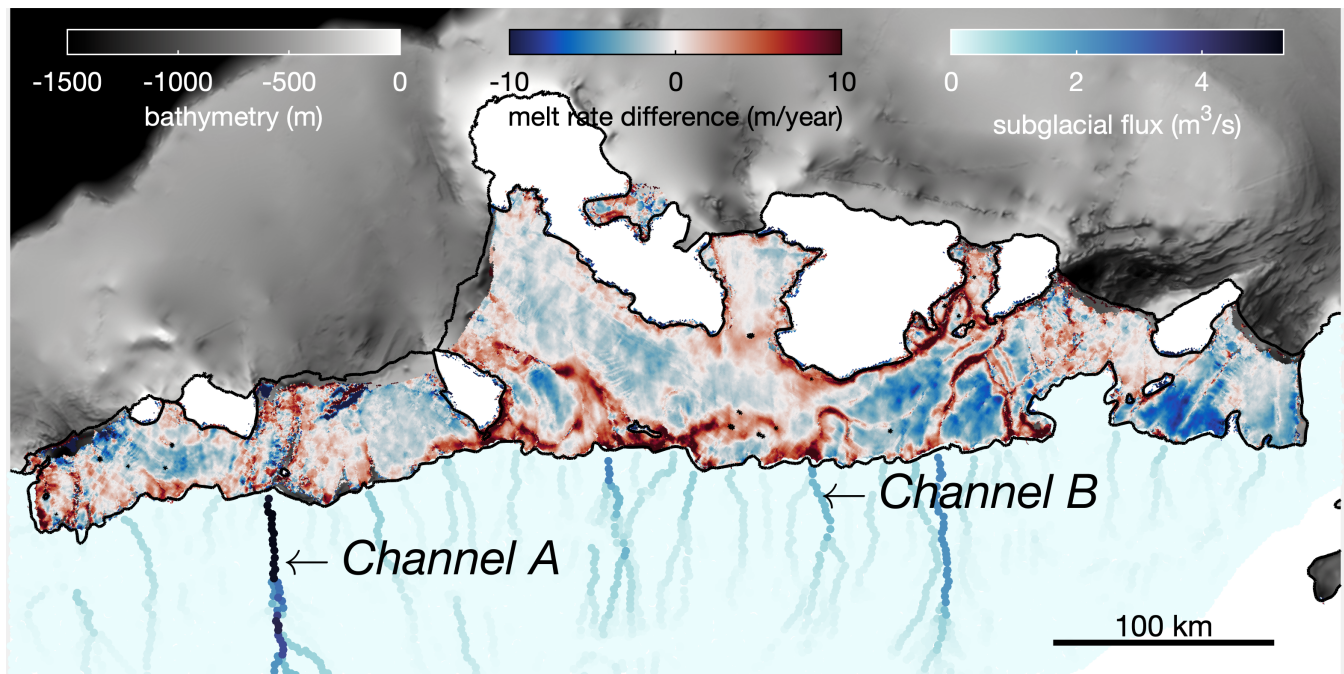 -1500 -1000 -500 0
bathymetry (m)
-10 0 10
melt rate difference (m/year)
0 2 4
subglacial flux (m³/s)
← Channel B
← Channel A
100 km